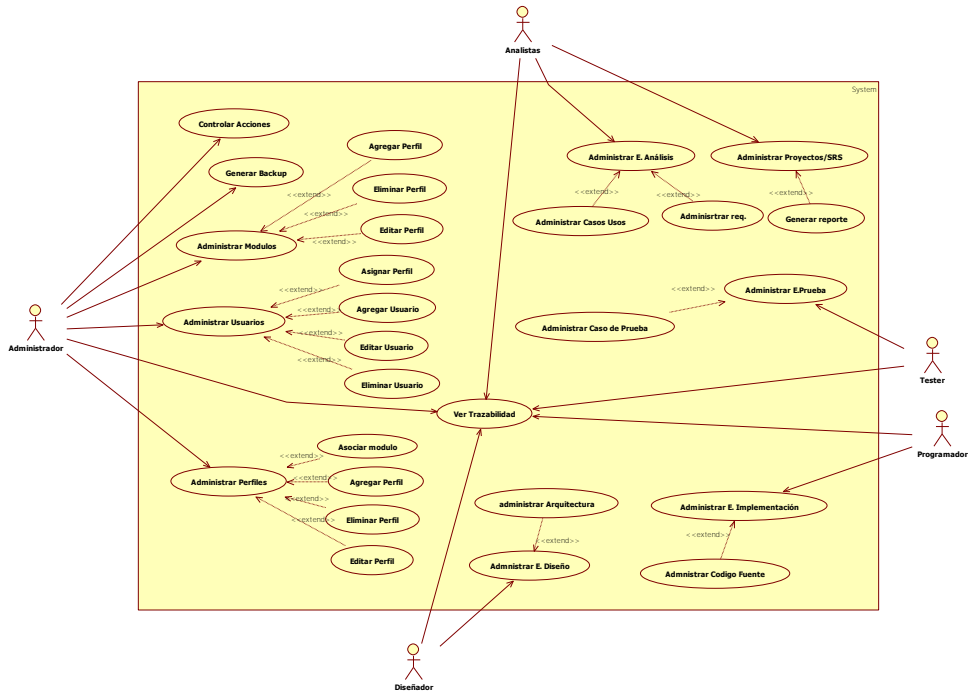 Analistas
System
Controlar Acciones
Agregar Perfil
Administrar E. Análisis
Administrar Proyectos/SRS
Generar Backup
Eliminar Perfil
<<extend>>
<<extend>>
<<extend>>
<<extend>>
Administrar Casos Usos
Adminisrtrar req.
Generar reporte
<<extend>>
Editar Perfil
Administrar Modulos
<<extend>>
Asignar Perfil
<<extend>>
<<extend>>
Administrar E.Prueba
Agregar Usuario
<<extend>>
Administrar Usuarios
Administrar Caso de Prueba
Administrador
Editar Usuario
<<extend>>
<<extend>>
Eliminar Usuario
Tester
Ver Trazabilidad
Asociar modulo
<<extend>>
Programador
Administrar Perfiles
<<extend>>
Agregar Perfil
<<extend>>
administrar Arquitectura
Administrar E. Implementación
<<extend>>
Eliminar Perfil
<<extend>>
<<extend>>
Editar Perfil
Admnistrar E. Diseño
Admnistrar Codigo Fuente
Diseñador